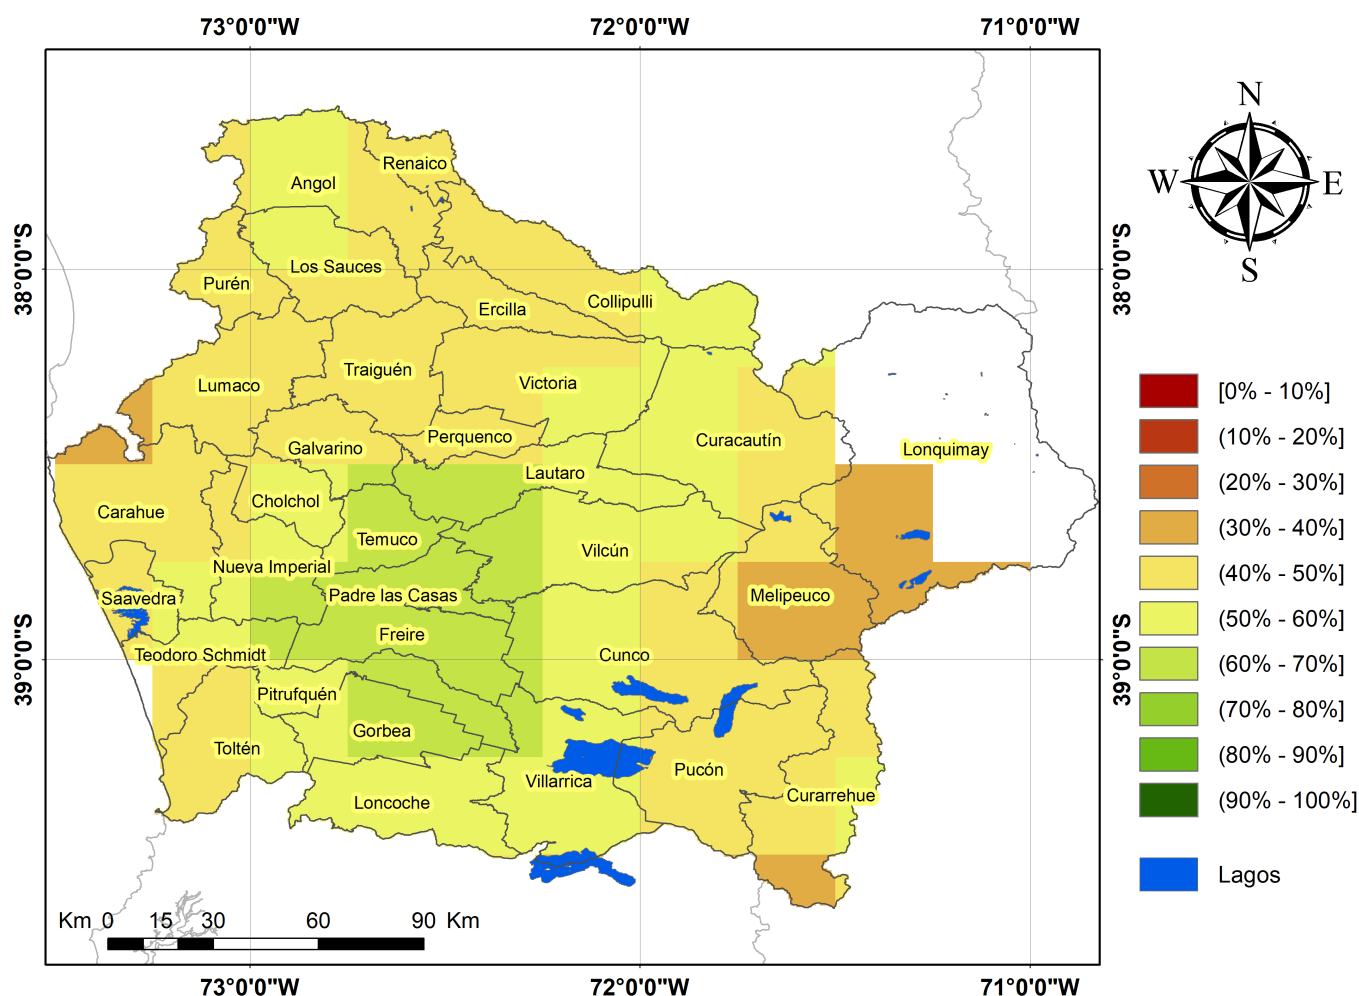 73°0'0"W
72°0'0"W
71°0'0"W
N
W
E
S
38°0'0"S
38°0'0"S
39°0'0"S
39°0'0"S
Renaico
Angol
Los Sauces
Purén
Collipulli
Ercilla
Traiguén
Lumaco
Victoria
Perquenco
Galvarino
Curacautín
Lonquimay
Lautaro
Cholchol
Carahue
Temuco
Vilcún
Nueva Imperial
Padre las Casas
Melipeuco
Saavedra
Freire
Teodoro Schmidt
Cunco
Pitrufquén
Gorbea
Toltén
Pucón
Villarrica
Curarrehue
Loncoche
[0% - 10%]
(10% - 20%]
(20% - 30%]
(30% - 40%]
(40% - 50%]
(50% - 60%]
(60% - 70%]
(70% - 80%]
(80% - 90%]
(90% - 100%]
Lagos
Km 0 15 30 60 90 Km
73°0'0"W
72°0'0"W
71°0'0"W